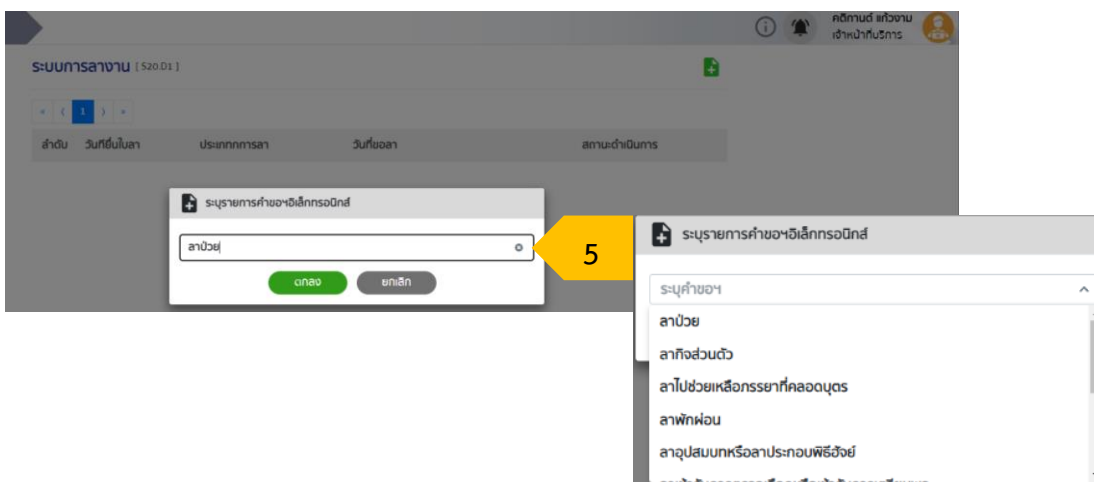 คติกานต์ แก้วงาม
เจ้าหน้าที่บริการ
ระบบการลางาน [ S20.D1 ]
« ⟨ 1 ⟩ »
ลำดับ วันที่ยื่นใบลา ประเภทการลา วันที่ขอลา สถานะดำเนินการ
ระบุรายการคำขอฯอิเล็กทรอนิกส์
ลาป่วย
ตกลง ยกเลิก
5
ระบุรายการคำขอฯอิเล็กทรอนิกส์
ระบุคำขอฯ
ลาป่วย
ลากิจส่วนตัว
ลาไปช่วยเหลือภรรยาที่คลอดบุตร
ลาพักผ่อน
ลาอุปสมบทหรือลาประกอบพิธีฮัจย์